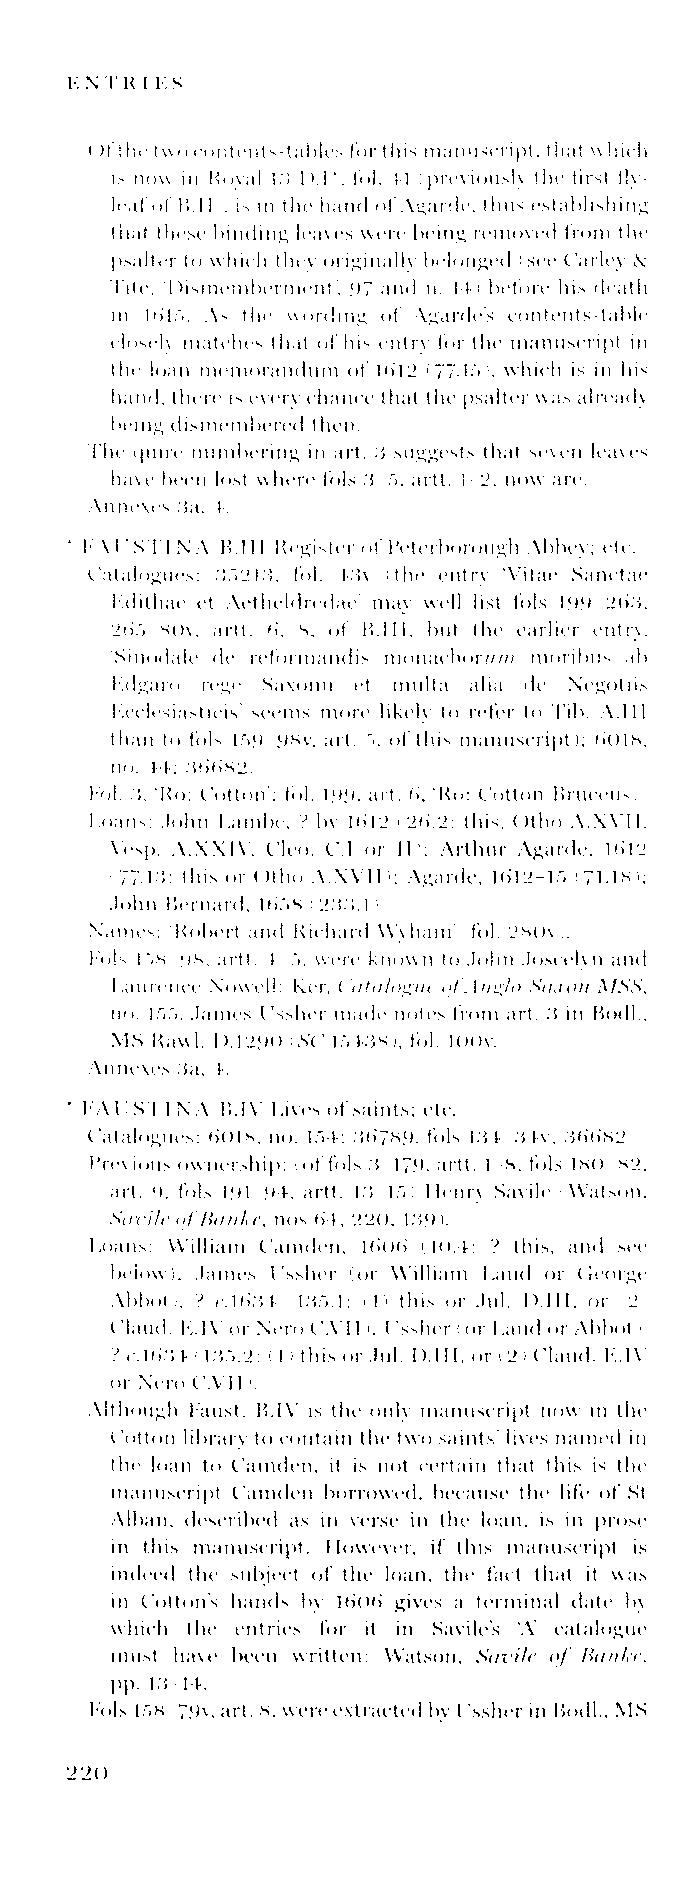 ENTRIES
Of the two contents-tables for this manuscript, that which
is now in Royal 13 D.I*, fol. 41 (previously the first fly-
leaf of B.II), is in the hand of Agarde, thus establishing
that these binding leaves were being removed from the
psalter to which they originally belonged (see Carley &
Tite, 'Dismemberment', 97 and n. 14) before his death
in 1615. As the wording of Agarde's contents-table
closely matches that of his entry for the manuscript in
the loan memorandum of 1612 (77.15), which is in his
hand, there is every chance that the psalter was already
being dismembered then.
The quire numbering in art. 3 suggests that seven leaves
have been lost where fols 3–5, artt. 1–2, now are.
Annexes 3a, 4.
* FAUSTINA B.III Register of Peterborough Abbey; etc.
Catalogues: 35213, fol. 43v (the entry 'Vitae Sanctae
Edithae et Aetheldredae' may well list fols 199–263,
265–80v, artt. 6, 8, of B.III, but the earlier entry,
'Sinodale de reformandis monachorum moribus ab
Edgaro rege Saxonu et multa alia de Negotiis
Ecclesiasticis' seems more likely to refer to Tib. A.III
than to fols 159–98v, art. 5, of this manuscript); 6018,
no. 44; 36682.
Fol. 3, 'Ro: Cotton'; fol. 199, art. 6, 'Ro: Cotton Bruceus'.
Loans: John Lambe, ? by 1612 (26.2: this, Otho A.XVII,
Vesp. A.XXIV, Cleo. C.I or II*); Arthur Agarde, 1612
(77.13: this or Otho A.XVII); Agarde, 1612–15 (71.18);
John Bernard, 1658 (233.1).
Names: 'Robert and Richard Wyham' (fol. 280v).
Fols 158–98, artt. 4–5, were known to John Joscelyn and
Laurence Nowell: Ker, Catalogue of Anglo-Saxon MSS,
no. 155. James Ussher made notes from art. 3 in Bodl.,
MS Rawl. D.1290 (SC 15438), fol. 100v.
Annexes 3a, 4.
* FAUSTINA B.IV Lives of saints; etc.
Catalogues: 6018, no. 154; 36789, fols 134–34v; 36682.
Previous ownership: (of fols 3–179, artt. 1–8, fols 180–82,
art. 9, fols 191–94, artt. 13–15) Henry Savile (Watson,
Savile of Banke, nos 64, 220, 139).
Loans: William Camden, 1606 (40.4: ? this, and see
below); James Ussher (or William Laud or George
Abbot), ? c.1634 (135.1: (1) this or Jul. D.III, or (2)
Claud. E.IV or Nero C.VII); Ussher (or Laud or Abbot)
? c.1634 (135.2: (1) this or Jul. D.III, or (2) Claud. E.IV
or Nero C.VII).
Although Faust. B.IV is the only manuscript now in the
Cotton library to contain the two saints' lives named in
the loan to Camden, it is not certain that this is the
manuscript Camden borrowed, because the life of St
Alban, described as in verse in the loan, is in prose
in this manuscript. However, if this manuscript is
indeed the subject of the loan, the fact that it was
in Cotton's hands by 1606 gives a terminal date by
which the entries for it in Savile's 'A' catalogue
must have been written: Watson, Savile of Banke,
pp. 13–14.
Fols 158–79v, art. 8, were extracted by Ussher in Bodl., MS
220